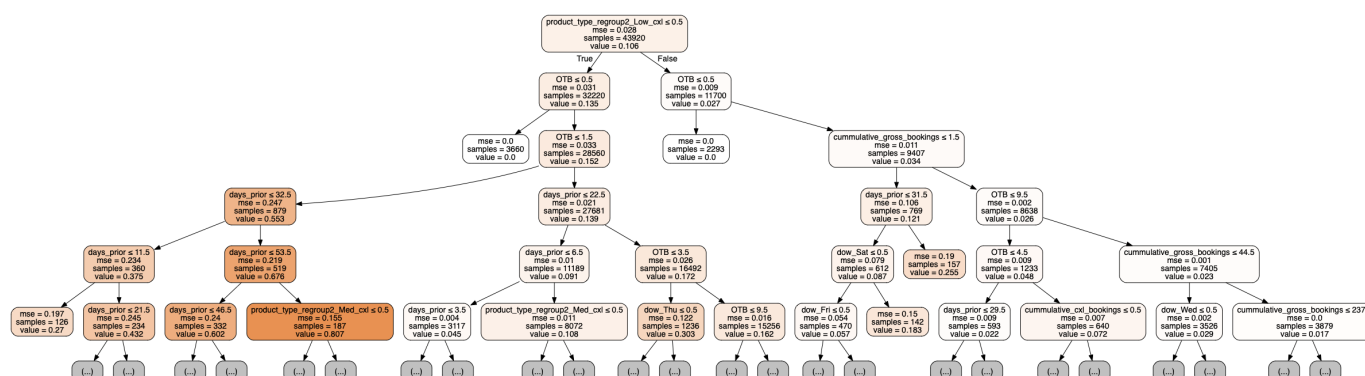 product_type_regroup2_Low_cxl ≤ 0.5
mse = 0.028
samples = 43920
value = 0.106
True
False
OTB ≤ 0.5
mse = 0.031
samples = 32220
value = 0.135
OTB ≤ 0.5
mse = 0.009
samples = 11700
value = 0.027
mse = 0.0
samples = 3660
value = 0.0
OTB ≤ 1.5
mse = 0.033
samples = 28560
value = 0.152
mse = 0.0
samples = 2293
value = 0.0
cummulative_gross_bookings ≤ 1.5
mse = 0.011
samples = 9407
value = 0.034
days_prior ≤ 32.5
mse = 0.247
samples = 879
value = 0.553
days_prior ≤ 22.5
mse = 0.021
samples = 27681
value = 0.139
days_prior ≤ 31.5
mse = 0.106
samples = 769
value = 0.121
OTB ≤ 9.5
mse = 0.002
samples = 8638
value = 0.026
days_prior ≤ 11.5
mse = 0.234
samples = 360
value = 0.375
days_prior ≤ 53.5
mse = 0.219
samples = 519
value = 0.676
days_prior ≤ 6.5
mse = 0.01
samples = 11189
value = 0.091
OTB ≤ 3.5
mse = 0.026
samples = 16492
value = 0.172
dow_Sat ≤ 0.5
mse = 0.079
samples = 612
value = 0.087
mse = 0.19
samples = 157
value = 0.255
OTB ≤ 4.5
mse = 0.009
samples = 1233
value = 0.048
cummulative_gross_bookings ≤ 44.5
mse = 0.001
samples = 7405
value = 0.023
mse = 0.197
samples = 126
value = 0.27
days_prior ≤ 21.5
mse = 0.245
samples = 234
value = 0.432
days_prior ≤ 46.5
mse = 0.24
samples = 332
value = 0.602
product_type_regroup2_Med_cxl ≤ 0.5
mse = 0.155
samples = 187
value = 0.807
days_prior ≤ 3.5
mse = 0.004
samples = 3117
value = 0.045
product_type_regroup2_Med_cxl ≤ 0.5
mse = 0.011
samples = 8072
value = 0.108
dow_Thu ≤ 0.5
mse = 0.122
samples = 1236
value = 0.303
OTB ≤ 9.5
mse = 0.016
samples = 15256
value = 0.162
dow_Fri ≤ 0.5
mse = 0.054
samples = 470
value = 0.057
mse = 0.15
samples = 142
value = 0.183
days_prior ≤ 29.5
mse = 0.009
samples = 593
value = 0.022
cummulative_cxl_bookings ≤ 0.5
mse = 0.007
samples = 640
value = 0.072
dow_Wed ≤ 0.5
mse = 0.002
samples = 3526
value = 0.029
cummulative_gross_bookings ≤ 237
mse = 0.0
samples = 3879
value = 0.017
(...) (...) (...) (...) (...) (...) (...) (...) (...) (...) (...) (...) (...) (...) (...) (...) (...) (...) (...) (...) (...) (...) (...) (...) (...) (...)